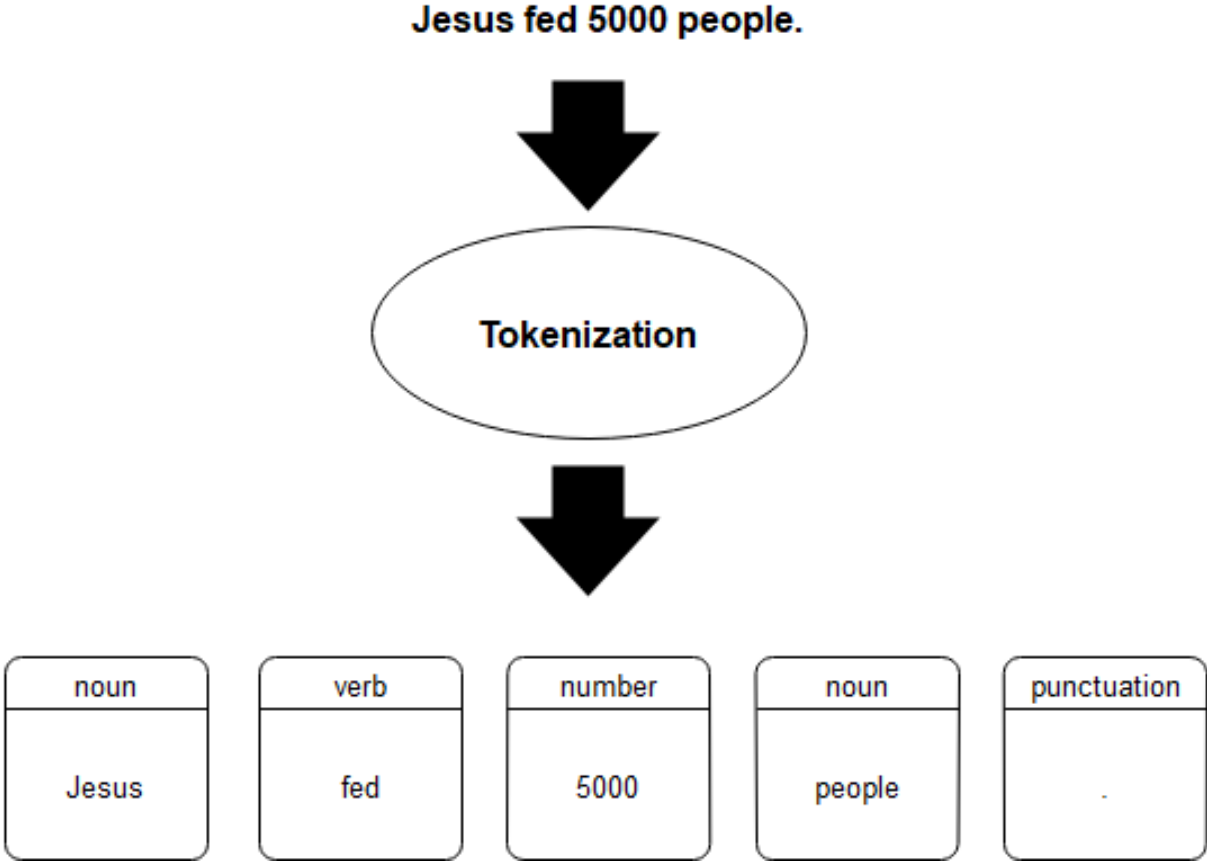 Jesus fed 5000 people.
Tokenization
noun verb number noun punctuation
Jesus fed 5000 people .